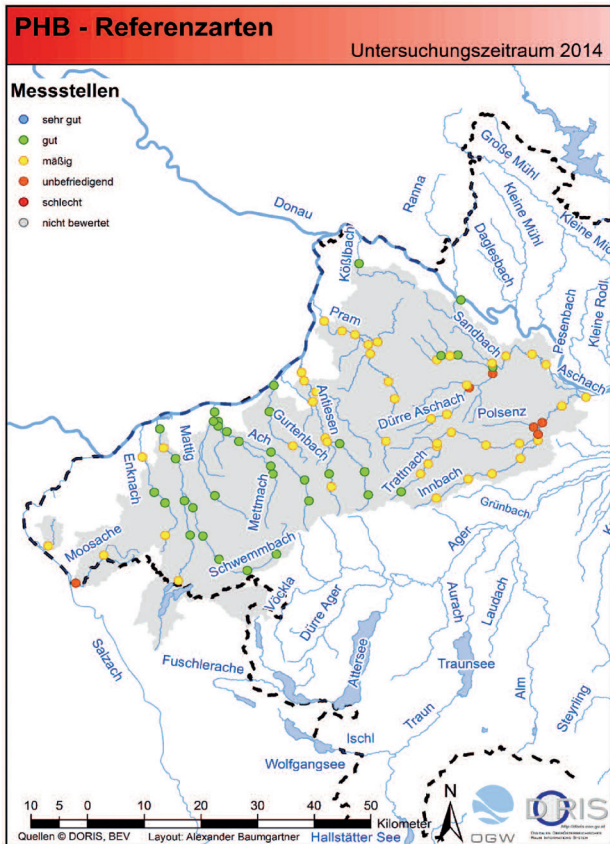 PHB - Referenzarten
Untersuchungszeitraum 2014
Messstellen
sehr gut
gut
mäßig
unbefriedigend
schlecht
nicht bewertet
Große Mühl
Ranna
Donau
Kleine Mühl
Kleine Mü
Kößlbach
Daglesbach
Pesenbach
Kleine Rodl
Sandbach
Pram
Aschach
Dürre Aschach
Polsenz
Antiesen
Gurtenbach
Mattig
Ach
Enknach
Trattnach
Innbach
Mettmach
Grünbach
Moosache
Schwemmbach
Ager
Vöckla
Dürre Ager
Aurach
Laudach
Salzach
Fuschlerache
Attersee
Traunsee
Alm
Steyrling
Traun
Ischl
Wolfgangsee
N
10 5 0 10 20 30 40 50
Kilometer
Quellen © DORIS, BEV Layout: Alexander Baumgartner
Hallstätter See
OGW
DORIS